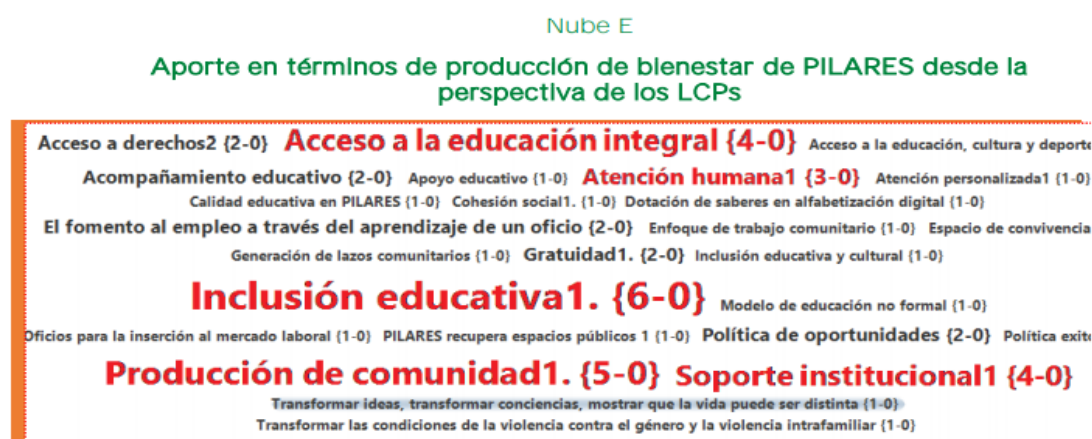 Nube E
Aporte en términos de producción de bienestar de PILARES desde la
perspectiva de los LCPs
Acceso a derechos2 {2-0} Acceso a la educación integral {4-0} Acceso a la educación, cultura y deporte
Acompañamiento educativo {2-0} Apoyo educativo {1-0} Atención humana1 {3-0} Atención personalizada1 {1-0}
Calidad educativa en PILARES {1-0} Cohesión social1. {1-0} Dotación de saberes en alfabetización digital {1-0}
El fomento al empleo a través del aprendizaje de un oficio {2-0} Enfoque de trabajo comunitario {1-0} Espacio de convivencia
Generación de lazos comunitarios {1-0} Gratuidad1. {2-0} Inclusión educativa y cultural {1-0}
Inclusión educativa1. {6-0} Modelo de educación no formal {1-0}
Oficios para la inserción al mercado laboral {1-0} PILARES recupera espacios públicos 1 {1-0} Política de oportunidades {2-0} Política
Producción de comunidad1. {5-0} Soporte institucional1 {4-0}
Transformar ideas, transformar conciencias, mostrar que la vida puede ser distinta {1-0}
Transformar las condiciones de la violencia contra el género y la violencia intrafamiliar {1-0}